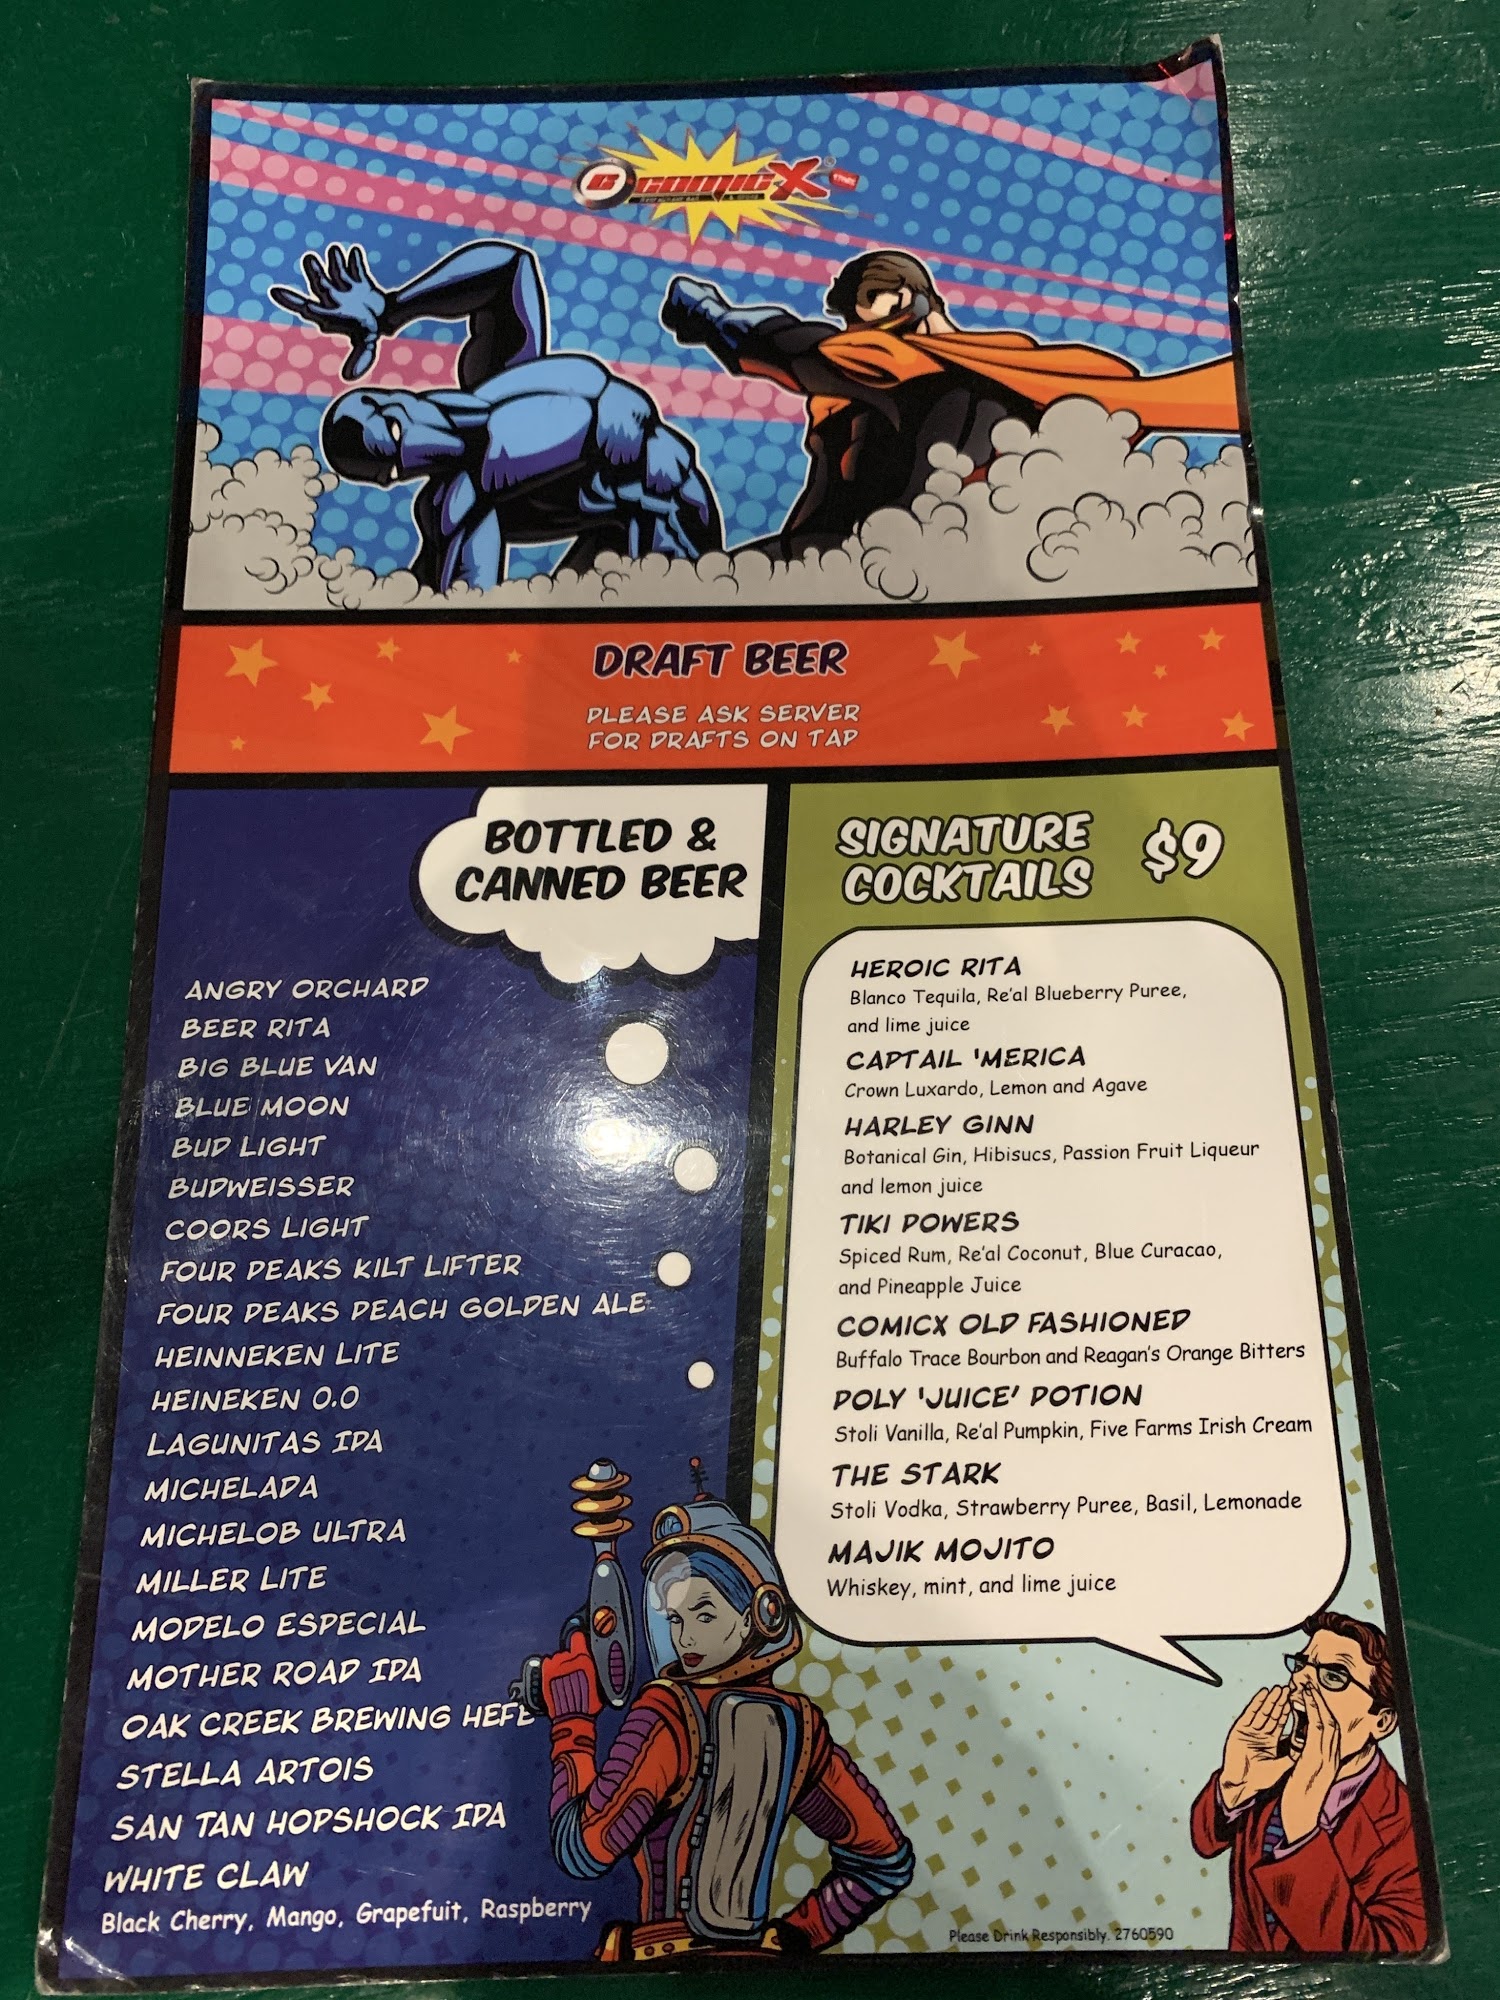 COMICX
DRAFT BEER
PLEASE ASK SERVER
FOR DRAFTS ON TAP
BOTTLED &
CANNED BEER
ANGRY ORCHARD
BEER RITA
BIG BLUE VAN
BLUE MOON
BUD LIGHT
BUDWEISSER
COORS LIGHT
FOUR PEAKS KILT LIFTER
FOUR PEAKS PEACH GOLDEN ALE
HEINNEKEN LITE
HEINEKEN 0.0
LAGUNITAS IPA
MICHELADA
MICHELOB ULTRA
MILLER LITE
MODELO ESPECIAL
MOTHER ROAD IPA
OAK CREEK BREWING HEFE
STELLA ARTOIS
SAN TAN HOPSHOCK IPA
WHITE CLAW
Black Cherry, Mango, Grapefuit, Raspberry
SIGNATURE
COCKTAILS
$9
HEROIC RITA
Blanco Tequila, Re'al Blueberry Puree,
and lime juice
CAPTAIL 'MERICA
Crown Luxardo, Lemon and Agave
HARLEY GINN
Botanical Gin, Hibisucs, Passion Fruit Liqueur
and lemon juice
TIKI POWERS
Spiced Rum, Re'al Coconut, Blue Curacao,
and Pineapple Juice
COMICX OLD FASHIONED
Buffalo Trace Bourbon and Reagan's Orange Bitters
POLY 'JUICE' POTION
Stoli Vanilla, Re'al Pumpkin, Five Farms Irish Cream
THE STARK
Stoli Vodka, Strawberry Puree, Basil, Lemonade
MAJIK MOJITO
Whiskey, mint, and lime juice
Please Drink Responsibly. 2760590